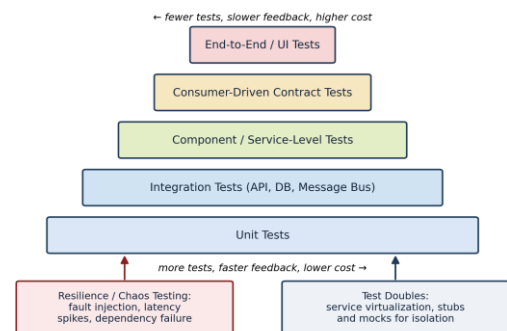 ← fewer tests, slower feedback, higher cost
End-to-End / UI Tests
Consumer-Driven Contract Tests
Component / Service-Level Tests
Integration Tests (API, DB, Message Bus)
Unit Tests
more tests, faster feedback, lower cost →
Resilience / Chaos Testing:
fault injection, latency
spikes, dependency failure
Test Doubles:
service virtualization, stubs
and mocks for isolation